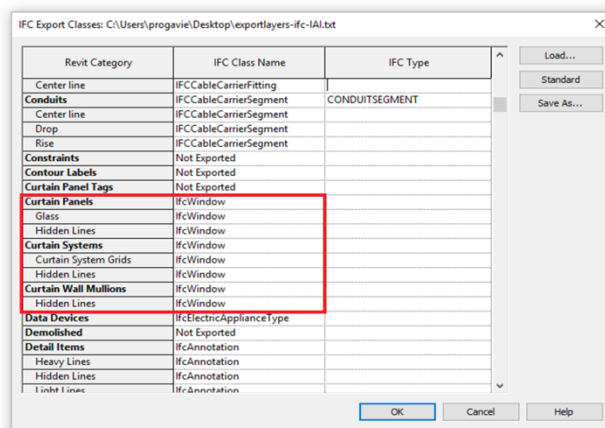 IFC Export Classes: C:\Users\progavie\Desktop\exportlayers-ifc-IAI.txt
Revit Category IFC Class Name IFC Type
Load...
Standard
Save As...
Center line IFCCableCarrierFitting
Conduits IFCCableCarrierSegment CONDUITSEGMENT
Center line IFCCableCarrierSegment
Drop IFCCableCarrierSegment
Rise IFCCableCarrierSegment
Constraints Not Exported
Contour Labels Not Exported
Curtain Panel Tags Not Exported
Curtain Panels IfcWindow
Glass IfcWindow
Hidden Lines IfcWindow
Curtain Systems IfcWindow
Curtain System Grids IfcWindow
Hidden Lines IfcWindow
Curtain Wall Mullions IfcWindow
Hidden Lines IfcWindow
Data Devices IfcElectricApplianceType
Demolished Not Exported
Detail Items IfcAnnotation
Heavy Lines IfcAnnotation
Hidden Lines IfcAnnotation
Light Lines IfcAnnotation
OK Cancel Help